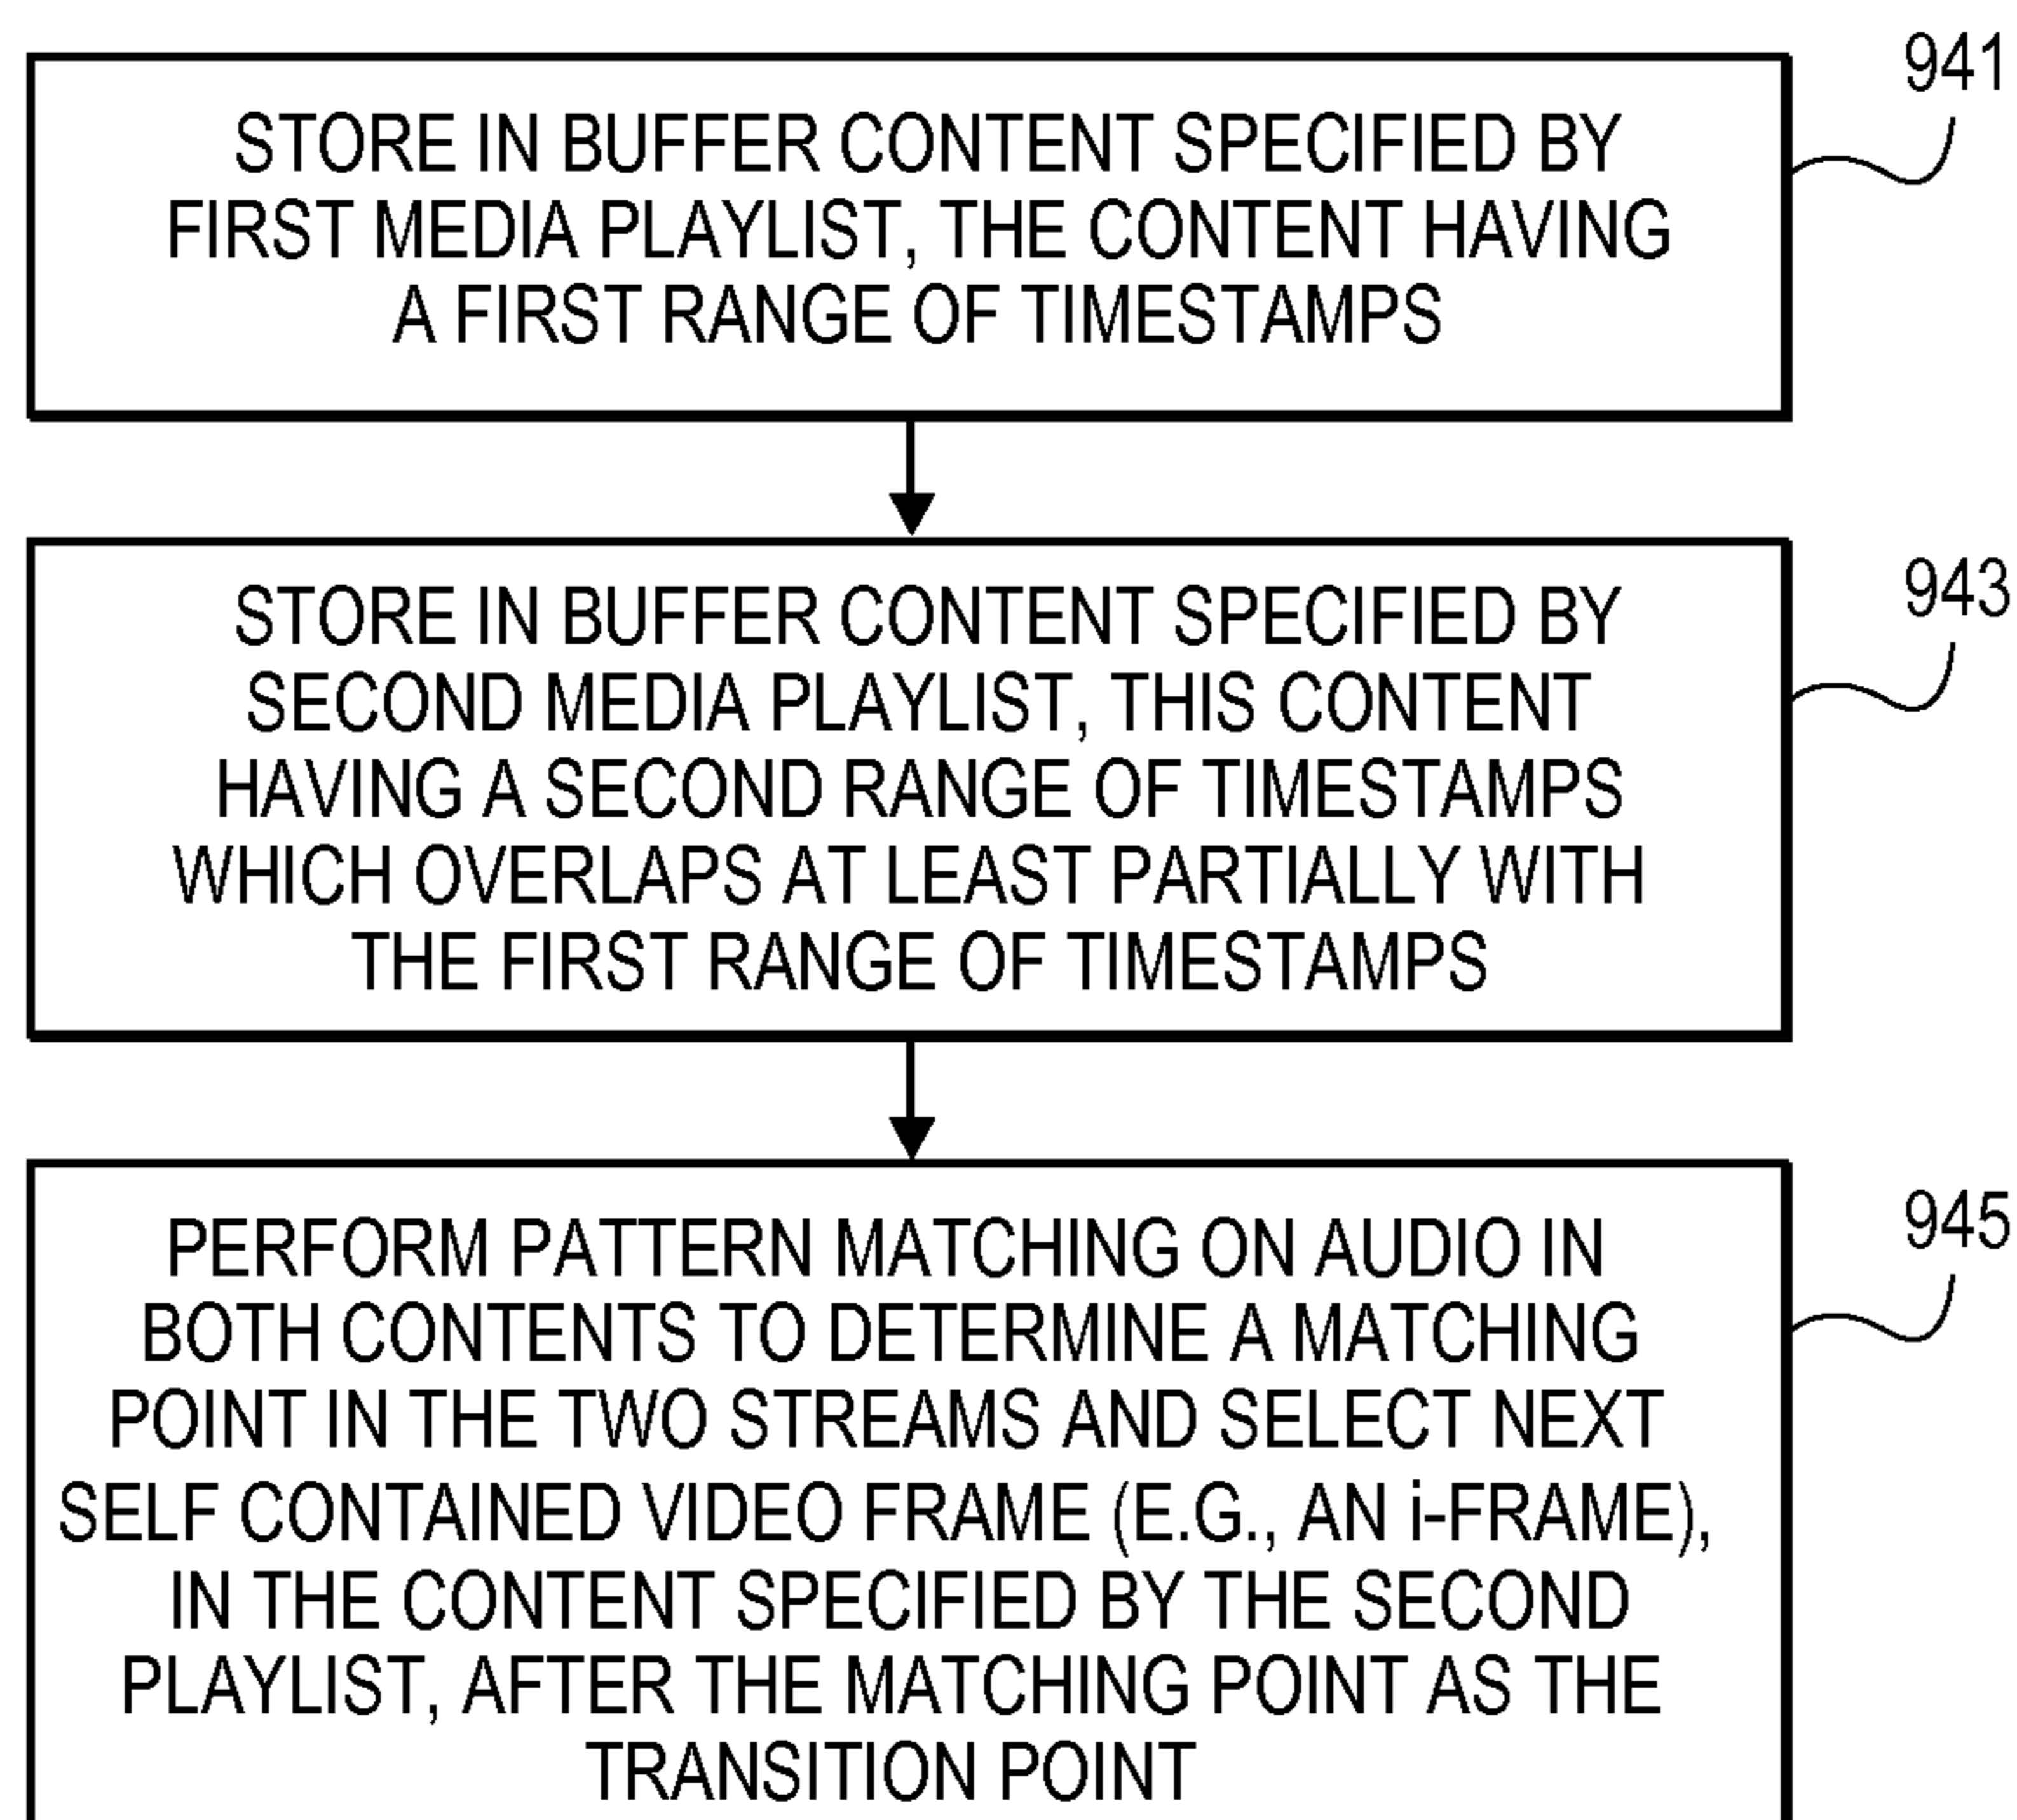 941
STORE IN BUFFER CONTENT SPECIFIED BY
FIRST MEDIA PLAYLIST, THE CONTENT HAVING
A FIRST RANGE OF TIMESTAMPS
943
STORE IN BUFFER CONTENT SPECIFIED BY
SECOND MEDIA PLAYLIST, THIS CONTENT
HAVING A SECOND RANGE OF TIMESTAMPS
WHICH OVERLAPS AT LEAST PARTIALLY WITH
THE FIRST RANGE OF TIMESTAMPS
945
PERFORM PATTERN MATCHING ON AUDIO IN
BOTH CONTENTS TO DETERMINE A MATCHING
POINT IN THE TWO STREAMS AND SELECT NEXT
SELF CONTAINED VIDEO FRAME (E.G., AN i-FRAME),
IN THE CONTENT SPECIFIED BY THE SECOND
PLAYLIST, AFTER THE MATCHING POINT AS THE
TRANSITION POINT